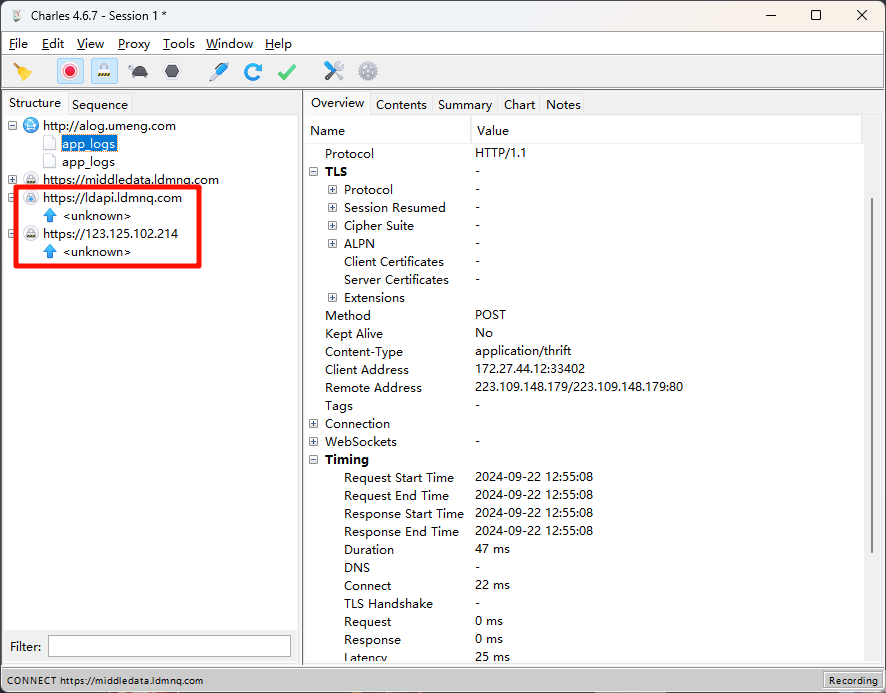 Charles 4.6.7 - Session 1 *
File Edit View Proxy Tools Window Help
Structure Sequence
http://alog.umeng.com
app_logs
app_logs
https://middledata.ldmnq.com
https://ldapi.ldmnq.com
<unknown>
https://123.125.102.214
<unknown>
Filter:
Overview Contents Summary Chart Notes
Name Value
Protocol HTTP/1.1
TLS -
Protocol -
Session Resumed -
Cipher Suite -
ALPN -
Client Certificates -
Server Certificates -
Extensions
Method POST
Kept Alive No
Content-Type application/thrift
Client Address 172.27.44.12:33402
Remote Address 223.109.148.179/223.109.148.179:80
Tags -
Connection
WebSockets -
Timing
Request Start Time 2024-09-22 12:55:08
Request End Time 2024-09-22 12:55:08
Response Start Time 2024-09-22 12:55:08
Response End Time 2024-09-22 12:55:08
Duration 47 ms
DNS -
Connect 22 ms
TLS Handshake -
Request 0 ms
Response 0 ms
Latency 25 ms
CONNECT https://middledata.ldmnq.com Recording